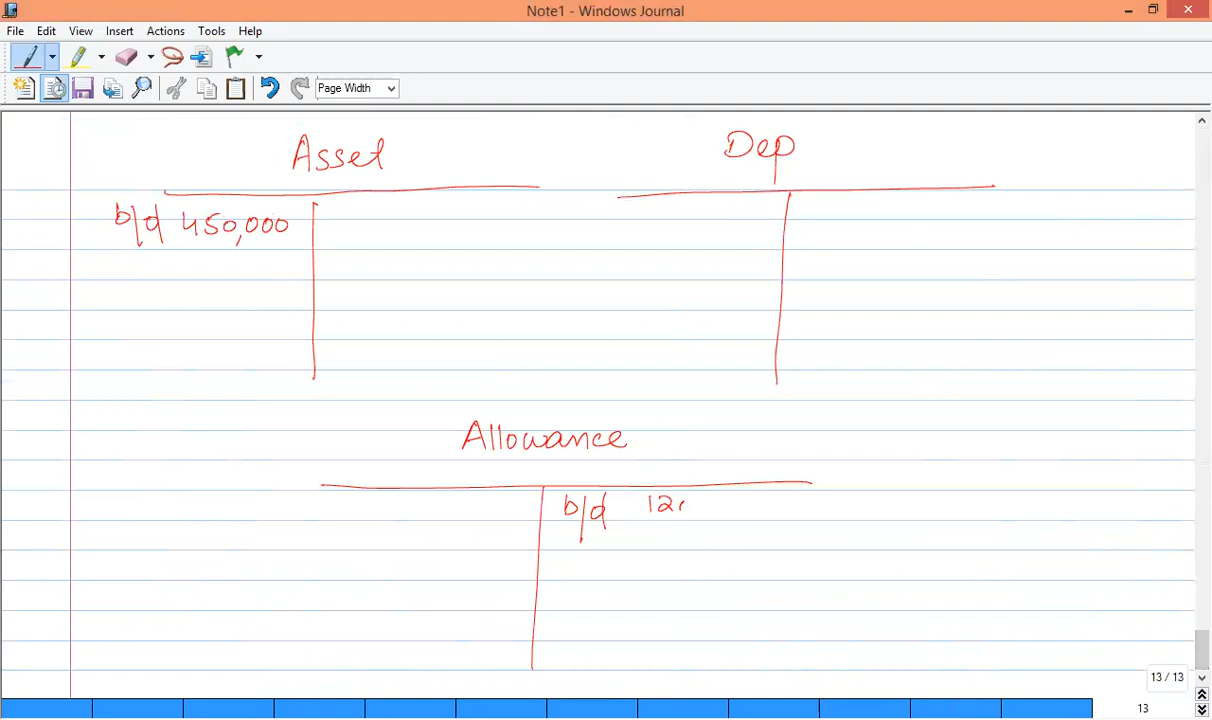 Note1 - Windows Journal
File Edit View Insert Actions Tools Help
Page Width
Asset
Dep
b/d 450,000
Allowance
b/d 12
13 / 13
13